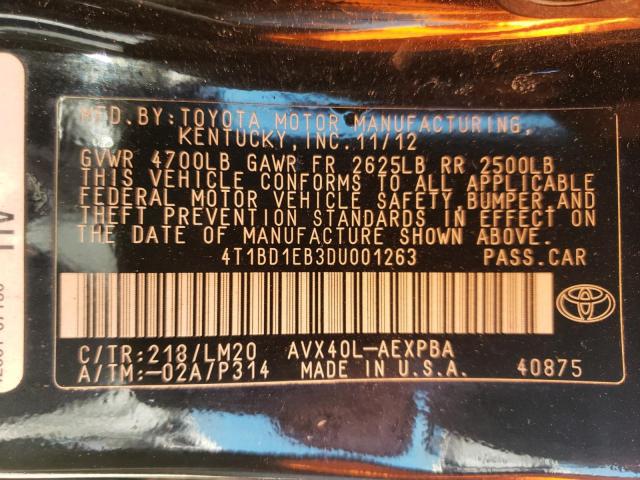 MFD. BY: TOYOTA MOTOR MANUFACTURING,
KENTUCKY, INC. 11/12
GVWR 4700LB GAWR FR 2625LB RR 2500LB
THIS VEHICLE CONFORMS TO ALL APPLICABLE
FEDERAL MOTOR VEHICLE SAFETY, BUMPER, AND
THEFT PREVENTION STANDARDS IN EFFECT ON
THE DATE OF MANUFACTURE SHOWN ABOVE.
4T1BD1EB3DU001263 PASS.CAR
C/TR:218/LM20 AVX40L-AEXPBA
A/TM:-02A/P314 MADE IN U.S.A. 40875